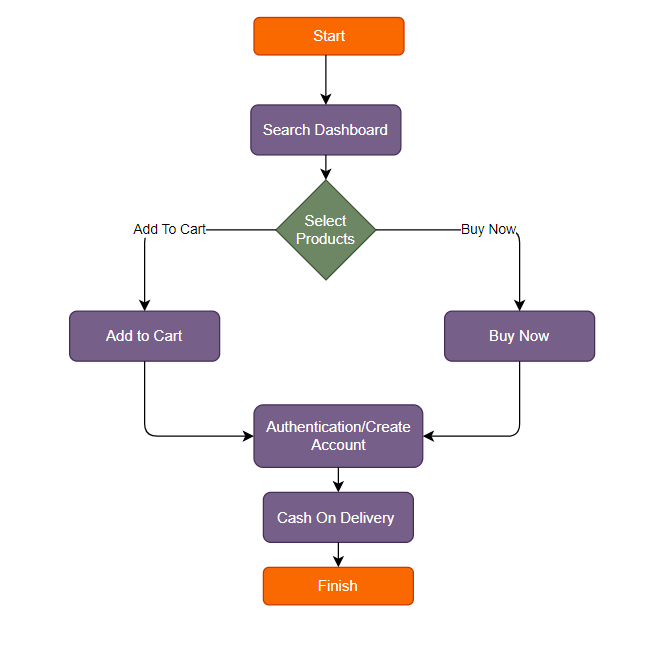 Start
Search Dashboard
Select
Products
Add To Cart
Buy Now
Add to Cart
Buy Now
Authentication/Create
Account
Cash On Delivery
Finish